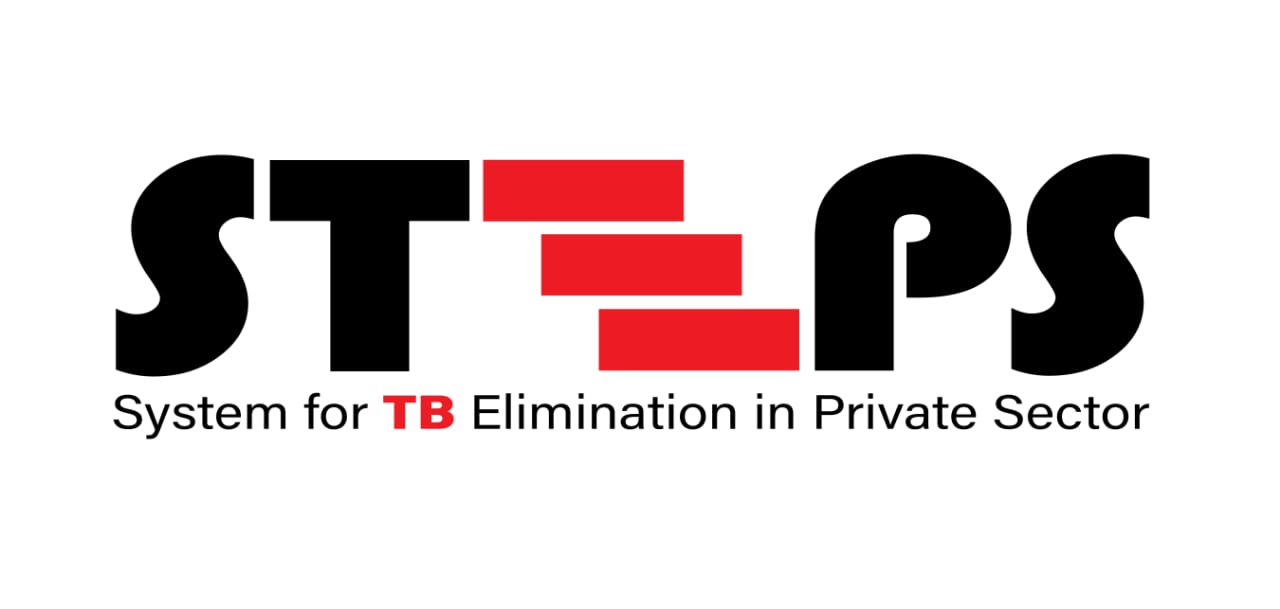 STEPS
System for TB Elimination in Private Sector